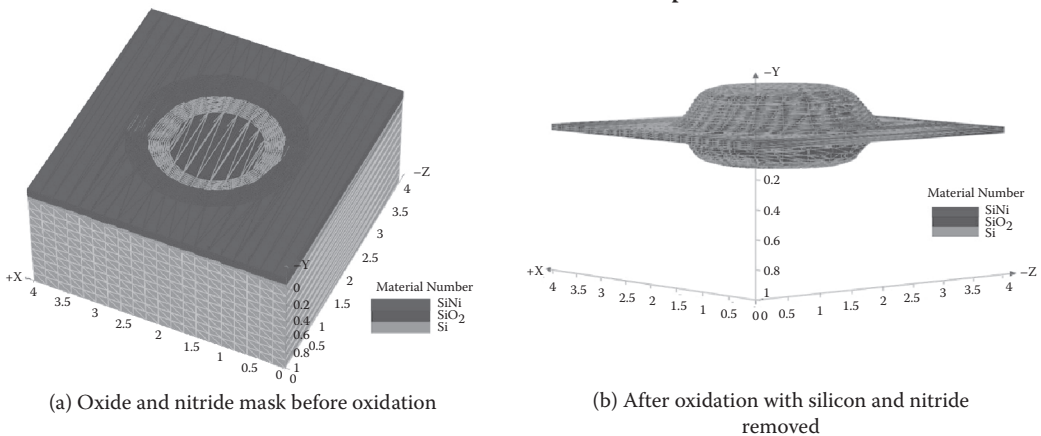 −Z
4
3.5
3
2.5
2
1.5
1
0.5
0
+X
4
3.5
3
2.5
2
1.5
1
0.5
0
−Y
0
0.2
0.4
0.6
0.8
1
Material Number
SiNi
SiO2
Si
(a) Oxide and nitride mask before oxidation
−Y
0.2
0.4
0.6
0.8
1
+X
4 3.5 3 2.5 2 1.5 1 0.5 0
0 0.5 1 1.5 2 2.5 3 3.5 4
−Z
Material Number
SiNi
SiO2
Si
(b) After oxidation with silicon and nitride
removed